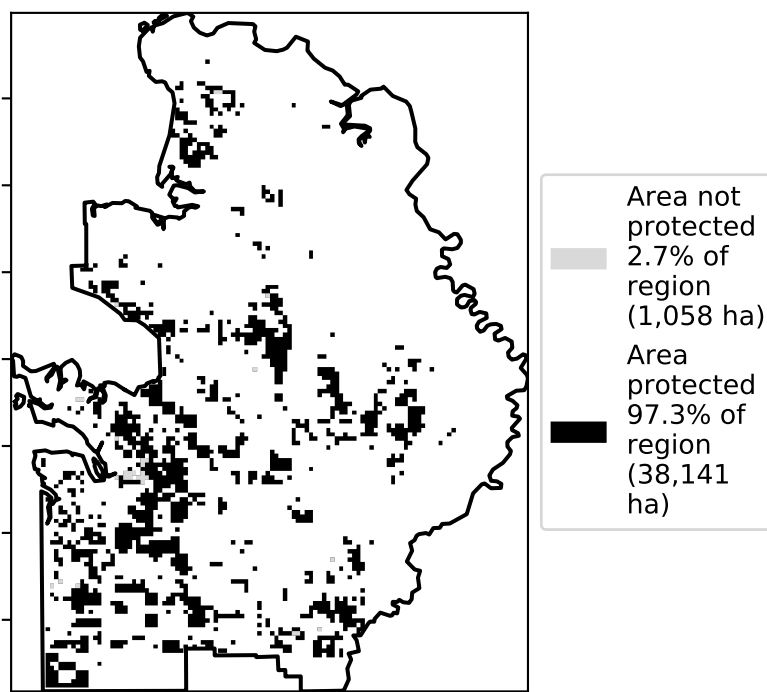 Area not
protected
2.7% of
region
(1,058 ha)
Area
protected
97.3% of
region
(38,141
ha)